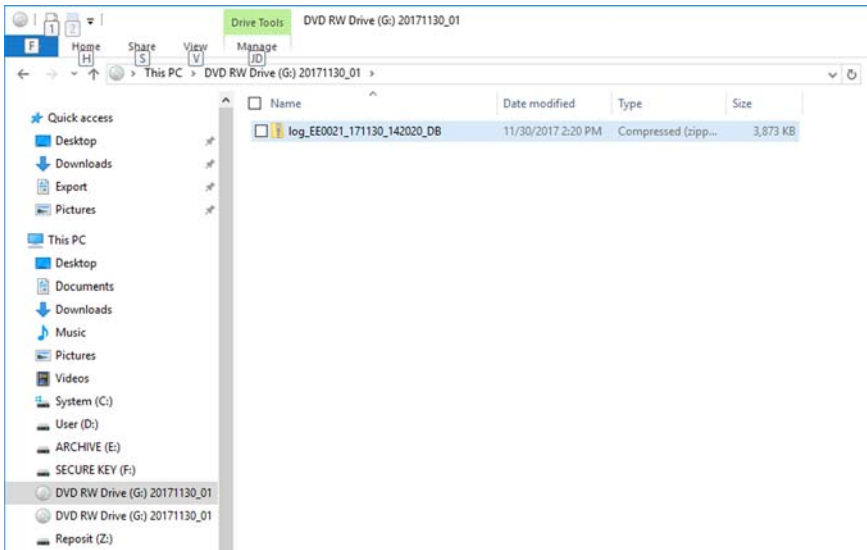 1 2 Drive Tools DVD RW Drive (G:) 20171130_01
F Home Share View Manage
H S V JD
This PC > DVD RW Drive (G:) 20171130_01 >
Name Date modified Type Size
log_EE0021_171130_142020_DB 11/30/2017 2:20 PM Compressed (zipp... 3,873 KB
Quick access
Desktop
Downloads
Export
Pictures
This PC
Desktop
Documents
Downloads
Music
Pictures
Videos
System (C:)
User (D:)
ARCHIVE (E:)
SECURE KEY (F:)
DVD RW Drive (G:) 20171130_01
DVD RW Drive (G:) 20171130_01
Reposit (Z:)